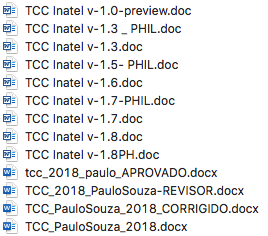 TCC Inatel v-1.0-preview.doc
TCC Inatel v-1.3 _ PHIL.doc
TCC Inatel v-1.3.doc
TCC Inatel v-1.5- PHIL.doc
TCC Inatel v-1.6.doc
TCC Inatel v-1.7-PHIL.doc
TCC Inatel v-1.7.doc
TCC Inatel v-1.8.doc
TCC Inatel v-1.8PH.doc
tcc_2018_paulo_APROVADO.docx
TCC_2018_PauloSouza-REVISOR.docx
TCC_PauloSouza_2018_CORRIGIDO.docx
TCC_PauloSouza_2018.docx